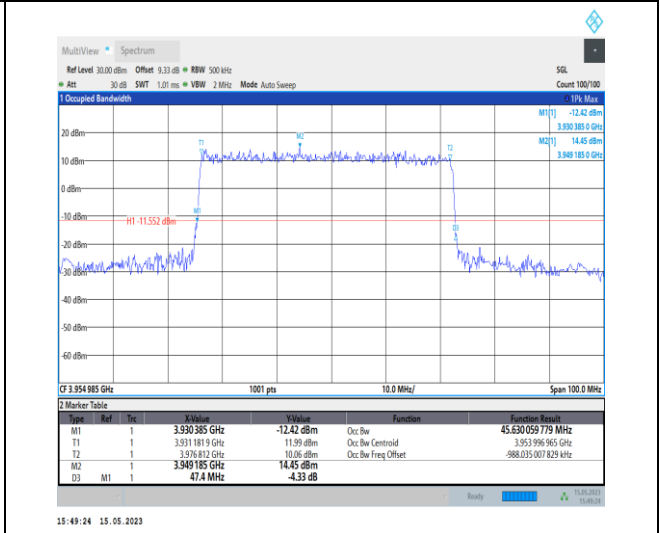 MultiView Spectrum
Ref Level 30.00 dBm Offset 9.33 dB RBW 500 kHz SGL
Att 30 dB SWT 1.01 ms VBW 2 MHz Mode Auto Sweep Count 100/100
1 Occupied Bandwidth 1Pk Max
M1[1] -12.42 dBm
3.930 385 0 GHz
M2[1] 14.45 dBm
3.949 185 0 GHz
20 dBm
10 dBm
0 dBm
-10 dBm
-20 dBm
-30 dBm
-40 dBm
-50 dBm
-60 dBm
T1
M2
T2
M1
H1 -11.552 dBm
D3
CF 3.954 985 GHz 1001 pts 10.0 MHz/ Span 100.0 MHz
2 Marker Table
Type Ref Trc X-Value Y-Value Function Function Result
M1 1 3.930 385 GHz -12.42 dBm Occ Bw 45.630 059 779 MHz
T1 1 3.931 181 9 GHz 11.99 dBm Occ Bw Centroid 3.953 996 965 GHz
T2 1 3.976 812 GHz 10.06 dBm Occ Bw Freq Offset -988.035 007 829 kHz
M2 1 3.949 185 GHz 14.45 dBm
D3 M1 1 47.4 MHz -4.33 dB
Ready 15.05.2023
15:49:24
15:49:24 15.05.2023